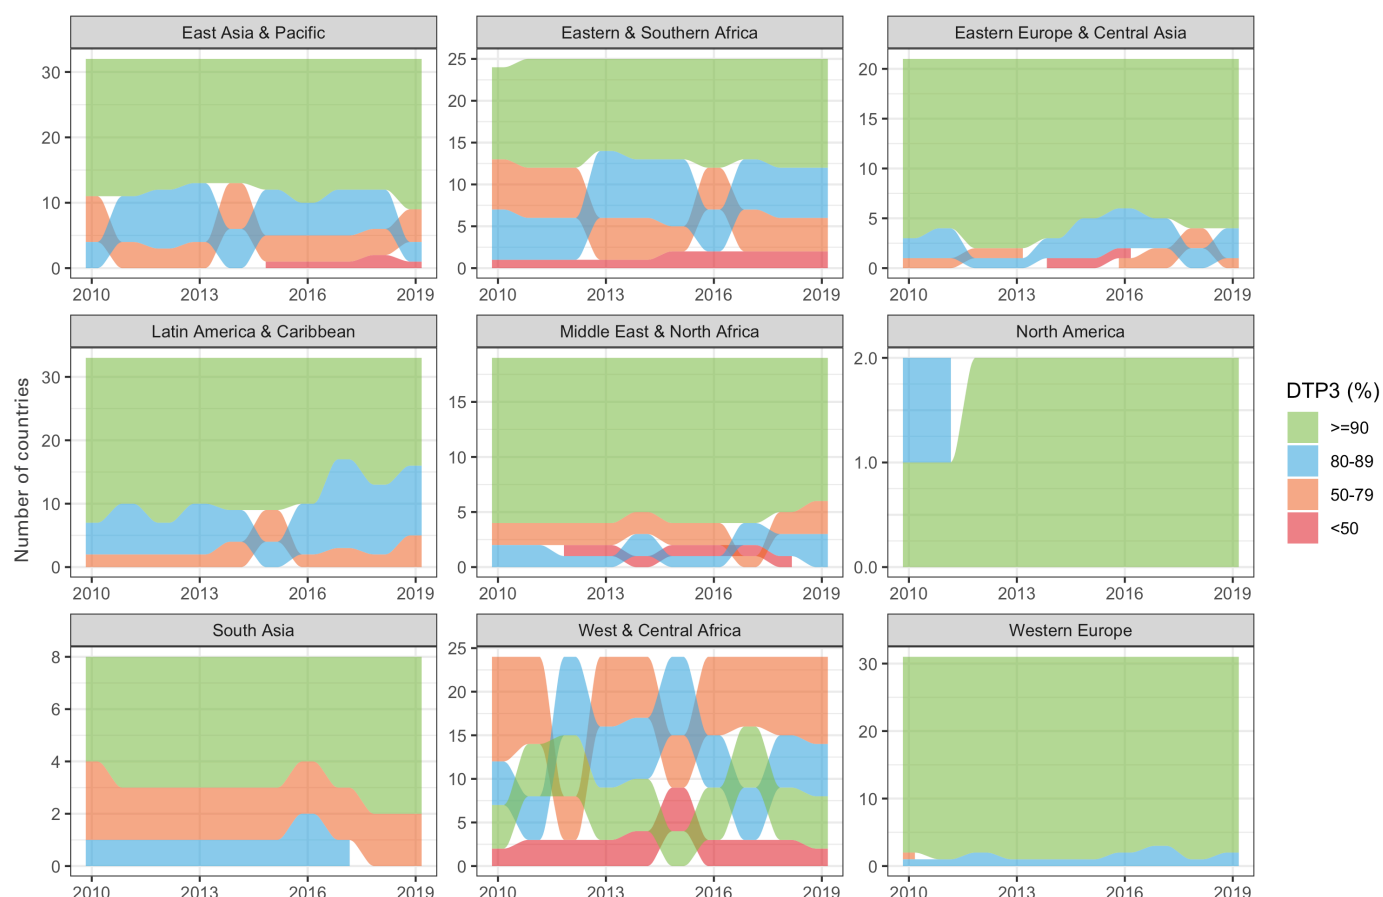 East Asia & Pacific
Eastern & Southern Africa
Eastern Europe & Central Asia
30
20
10
0
25
20
15
10
5
0
20
15
10
5
0
2010 2013 2016 2019
2010 2013 2016 2019
2010 2013 2016 2019
Latin America & Caribbean
Middle East & North Africa
North America
Number of countries
30
20
10
0
15
10
5
0
2.0
1.0
0.0
2010 2013 2016 2019
2010 2013 2016 2019
2010 2013 2016 2019
South Asia
West & Central Africa
Western Europe
8
6
4
2
0
25
20
15
10
5
0
30
20
10
0
2010 2013 2016 2019
2010 2013 2016 2019
2010 2013 2016 2019
DTP3 (%)
>=90
80-89
50-79
<50